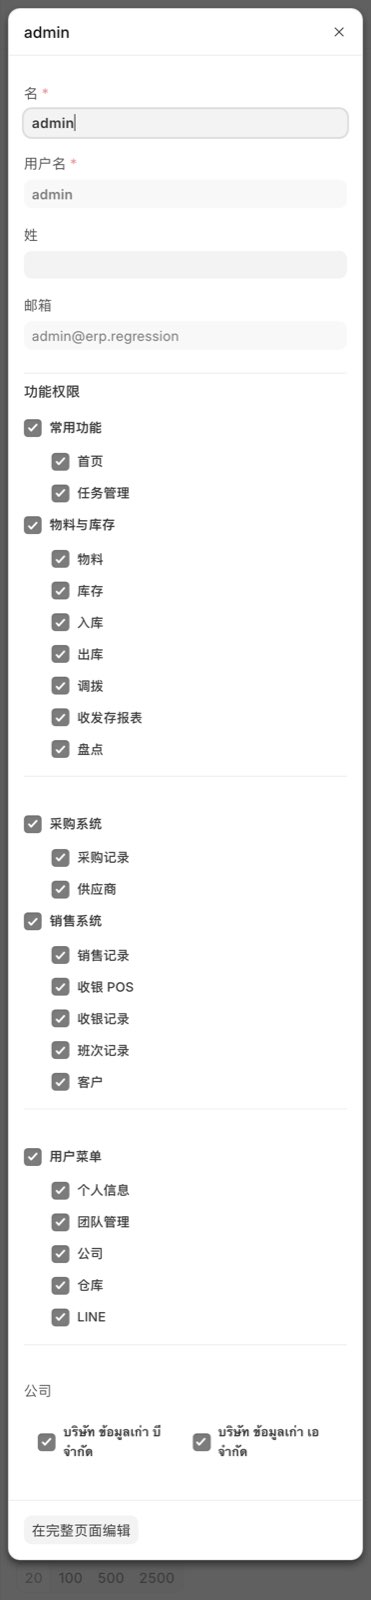 admin
名 *
admin
用户名 *
admin
姓
邮箱
admin@erp.regression
功能权限
常用功能
首页
任务管理
物料与库存
物料
库存
入库
出库
调拨
收发存报表
盘点
采购系统
采购记录
供应商
销售系统
销售记录
收银 POS
收银记录
班次记录
客户
用户菜单
个人信息
团队管理
公司
仓库
LINE
公司
บริษัท ข้อมูลเก่า บี
จำกัด
บริษัท ข้อมูลเก่า เอ
จำกัด
在完整页面编辑
20 100 500 2500